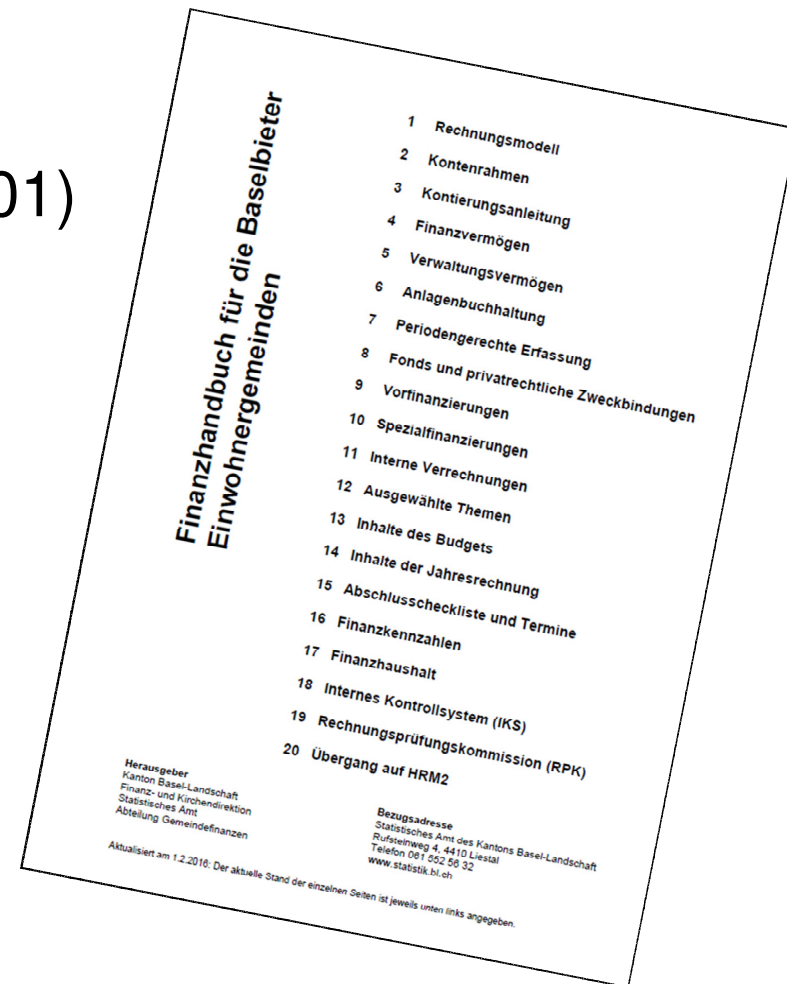 01)
Finanzhandbuch für die Baselbieter
Einwohnergemeinden
1 Rechnungsmodell
2 Kontenrahmen
3 Kontierungsanleitung
4 Finanzvermögen
5 Verwaltungsvermögen
6 Anlagenbuchhaltung
7 Periodengerechte Erfassung
8 Fonds und privatrechtliche Zweckbindungen
9 Vorfinanzierungen
10 Spezialfinanzierungen
11 Interne Verrechnungen
12 Ausgewählte Themen
13 Inhalte des Budgets
14 Inhalte der Jahresrechnung
15 Abschlusscheckliste und Termine
16 Finanzkennzahlen
17 Finanzhaushalt
18 Internes Kontrollsystem (IKS)
19 Rechnungsprüfungskommission (RPK)
20 Übergang auf HRM2
Herausgeber
Kanton Basel-Landschaft
Finanz- und Kirchendirektion
Statistisches Amt
Abteilung Gemeindefinanzen
Bezugsadresse
Statistisches Amt des Kantons Basel-Landschaft
Rufsteinweg 4, 4410 Liestal
Telefon 061 552 56 32
www.statistik.bl.ch
Aktualisiert am 1.2.2016: Der aktuelle Stand der einzelnen Seiten ist jeweils unten links angegeben.